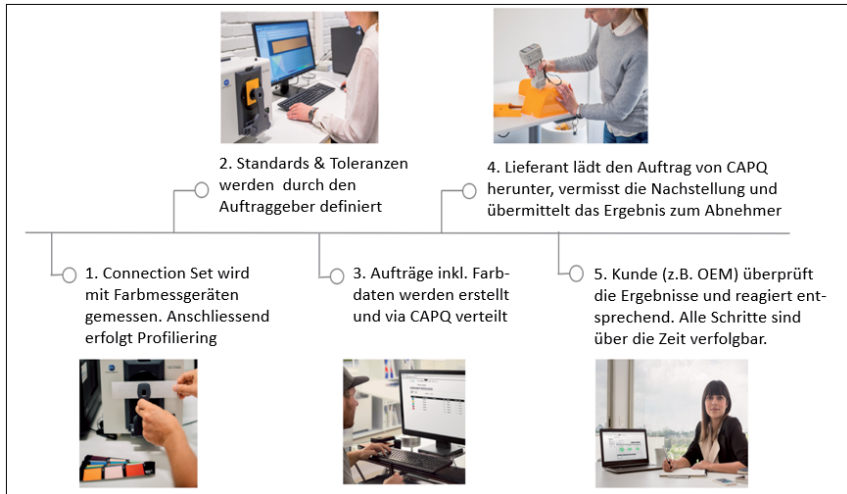 1. Connection Set wird
mit Farbmessgeräten
gemessen. Anschliessend
erfolgt Profiliering
2. Standards & Toleranzen
werden durch den
Auftraggeber definiert
3. Aufträge inkl. Farb-
daten werden erstellt
und via CAPQ verteilt
4. Lieferant lädt den Auftrag von CAPQ
herunter, vermisst die Nachstellung und
übermittelt das Ergebnis zum Abnehmer
5. Kunde (z.B. OEM) überprüft
die Ergebnisse und reagiert ent-
sprechend. Alle Schritte sind
über die Zeit verfolgbar.